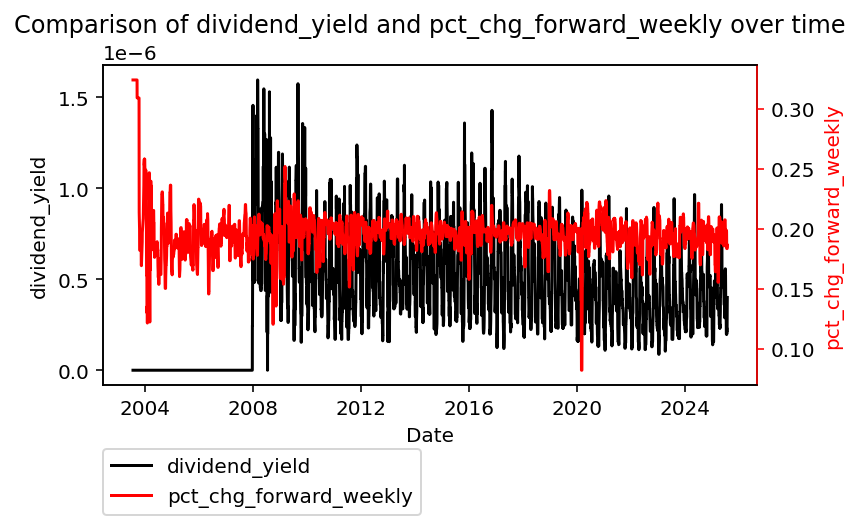 Comparison of dividend_yield and pct_chg_forward_weekly over time
1e−6
1.5
1.0
0.5
0.0
dividend_yield
0.30
0.25
0.20
0.15
0.10
pct_chg_forward_weekly
2004 2008 2012 2016 2020 2024
Date
dividend_yield
pct_chg_forward_weekly